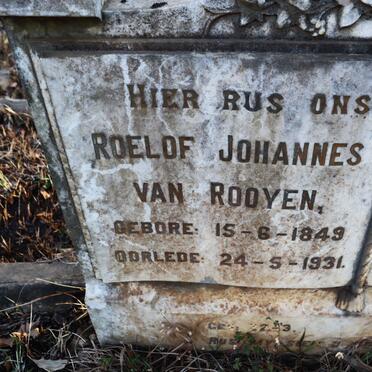 HIER RUS ONS
ROELOF JOHANNES
VAN ROOYEN,
GEBORE: 15-6-1849
OORLEDE: 24-5-1931.